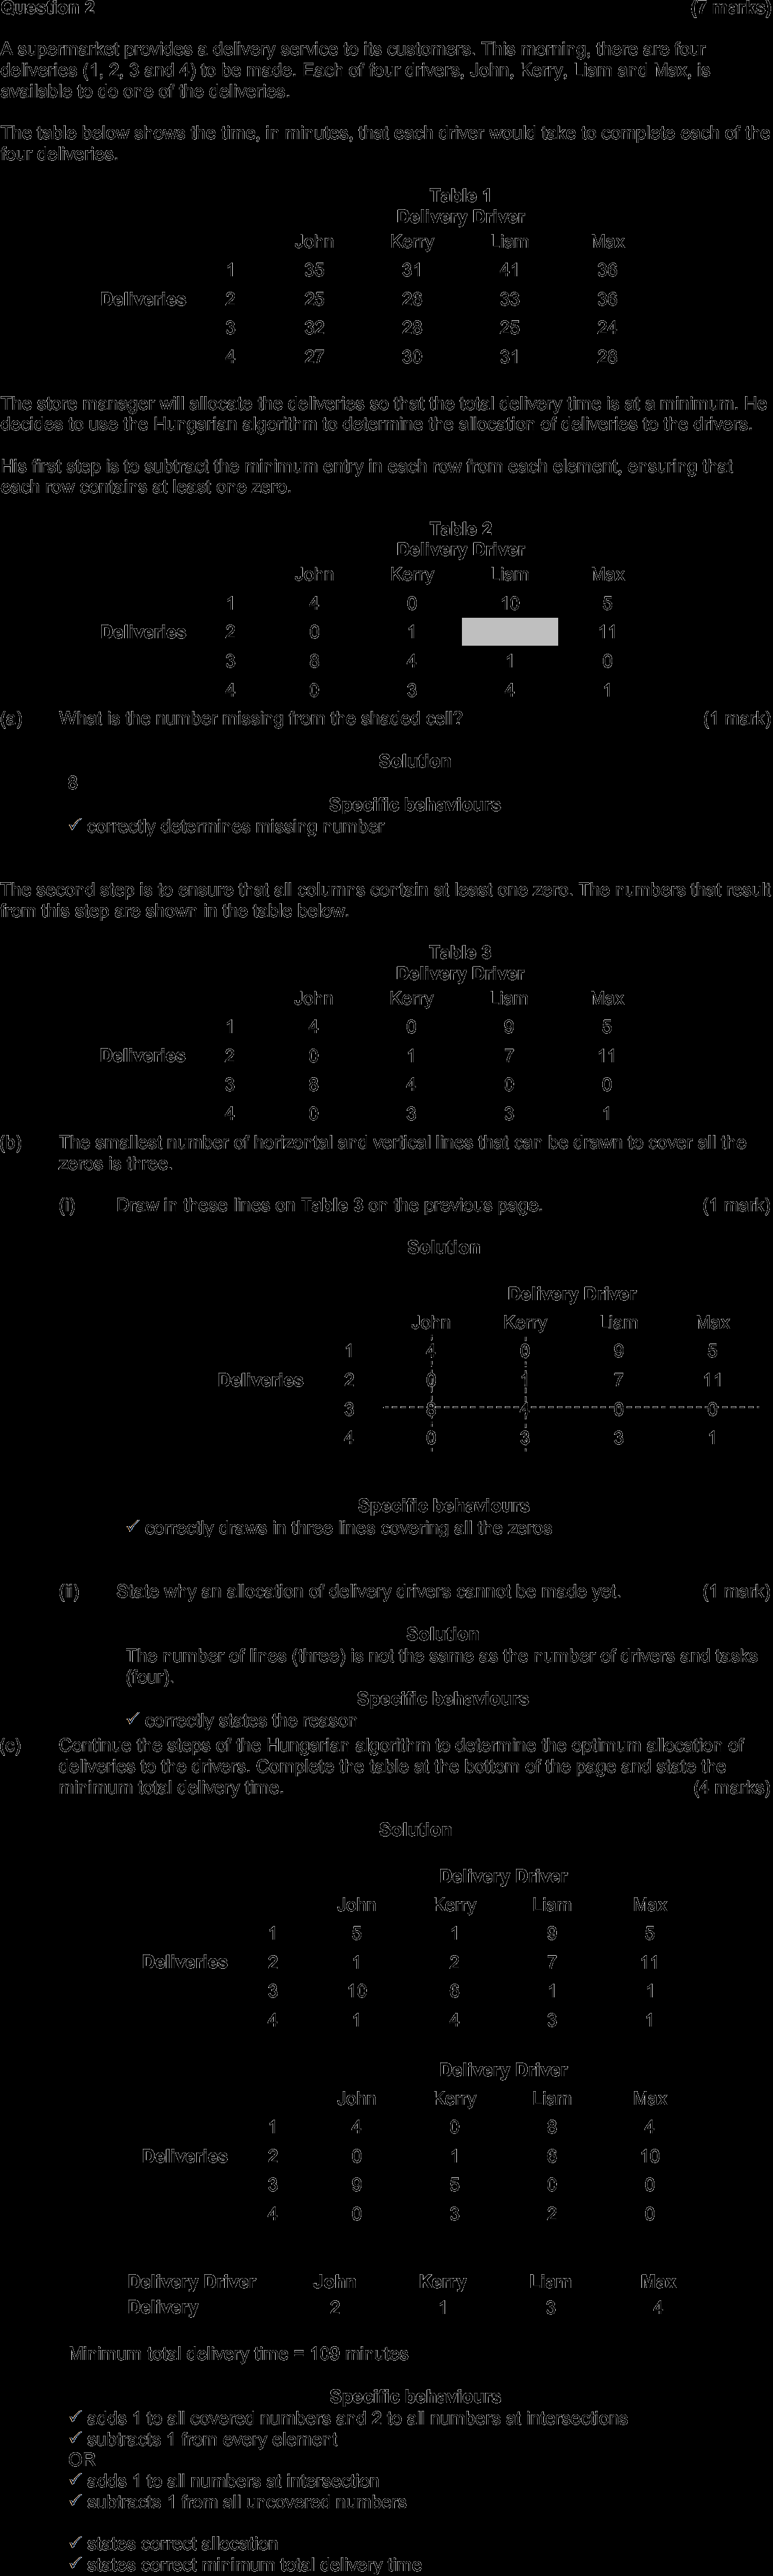 Question 2 (7 marks)
A supermarket provides a delivery service to its customers. This morning, there are four
deliveries (1, 2, 3 and 4) to be made. Each of four drivers, John, Kerry, Liam and Max, is
available to do one of the deliveries.
The table below shows the time, in minutes, that each driver would take to complete each of the
four deliveries.
Table 1
Delivery Driver
John Kerry Liam Max
1 35 31 41 36
Deliveries 2 25 26 33 36
3 32 28 25 24
4 27 30 31 28
The store manager will allocate the deliveries so that the total delivery time is at a minimum. He
decides to use the Hungarian algorithm to determine the allocation of deliveries to the drivers.
His first step is to subtract the minimum entry in each row from each element, ensuring that
each row contains at least one zero.
Table 2
Delivery Driver
John Kerry Liam Max
1 4 0 10 5
Deliveries 2 0 1 11
3 8 4 1 0
4 0 3 4 1
(a) What is the number missing from the shaded cell? (1 mark)
Solution
8
Specific behaviours
✓ correctly determines missing number
The second step is to ensure that all columns contain at least one zero. The numbers that result
from this step are shown in the table below.
Table 3
Delivery Driver
John Kerry Liam Max
1 4 0 9 5
Deliveries 2 0 1 7 11
3 8 4 0 0
4 0 3 3 1
(b) The smallest number of horizontal and vertical lines that can be drawn to cover all the
zeros is three.
(i) Draw in these lines on Table 3 on the previous page. (1 mark)
Solution
Delivery Driver
John Kerry Liam Max
1 4 0 9 5
Deliveries 2 0 1 7 11
3 8 4 0 0
4 0 3 3 1
Specific behaviours
✓ correctly draws in three lines covering all the zeros
(ii) State why an allocation of delivery drivers cannot be made yet. (1 mark)
Solution
The number of lines (three) is not the same as the number of drivers and tasks
(four).
Specific behaviours
✓ correctly states the reason
(c) Continue the steps of the Hungarian algorithm to determine the optimum allocation of
deliveries to the drivers. Complete the table at the bottom of the page and state the
minimum total delivery time. (4 marks)
Solution
Delivery Driver
John Kerry Liam Max
1 5 1 9 5
Deliveries 2 1 2 7 11
3 10 6 1 1
4 1 4 3 1
Delivery Driver
John Kerry Liam Max
1 4 0 8 4
Deliveries 2 0 1 6 10
3 9 5 0 0
4 0 3 2 0
Delivery Driver John Kerry Liam Max
Delivery 2 1 3 4
Minimum total delivery time = 109 minutes
Specific behaviours
✓ adds 1 to all covered numbers and 2 to all numbers at intersections
✓ subtracts 1 from every element
OR
✓ adds 1 to all numbers at intersection
✓ subtracts 1 from all uncovered numbers
✓ states correct allocation
✓ states correct minimum total delivery time